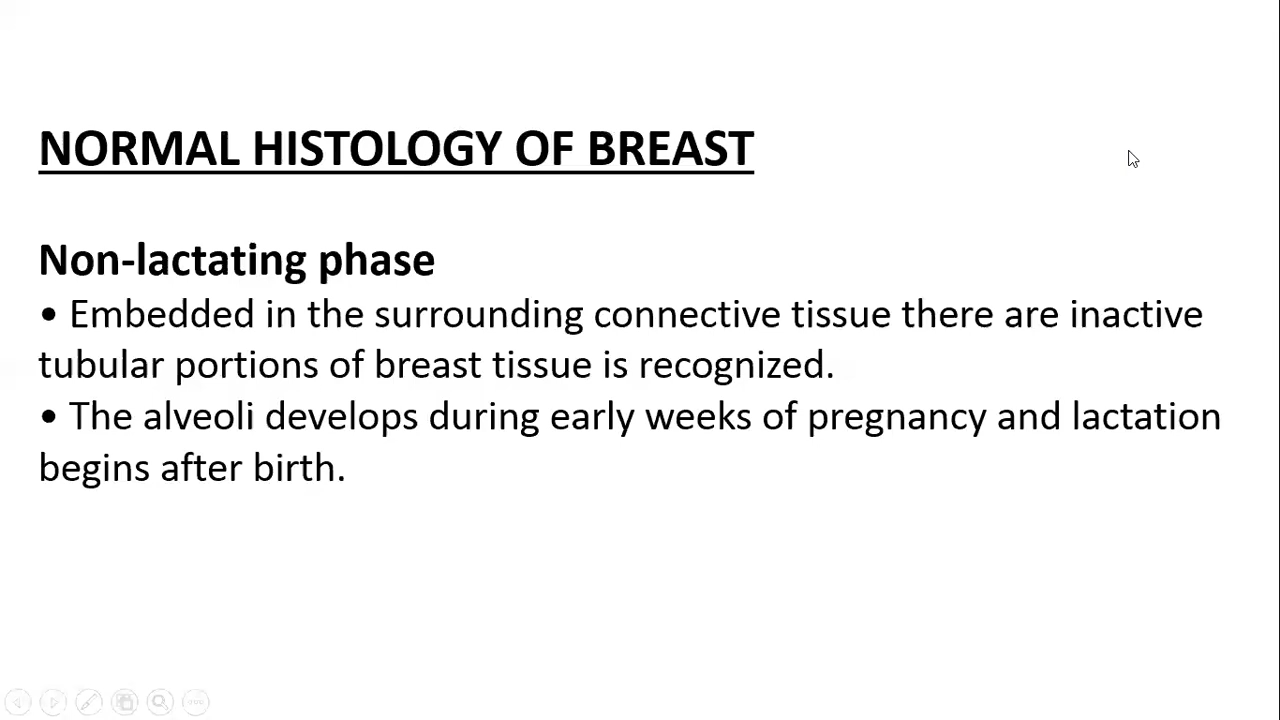 NORMAL HISTOLOGY OF BREAST
Non-lactating phase
• Embedded in the surrounding connective tissue there are inactive
tubular portions of breast tissue is recognized.
• The alveoli develops during early weeks of pregnancy and lactation
begins after birth.